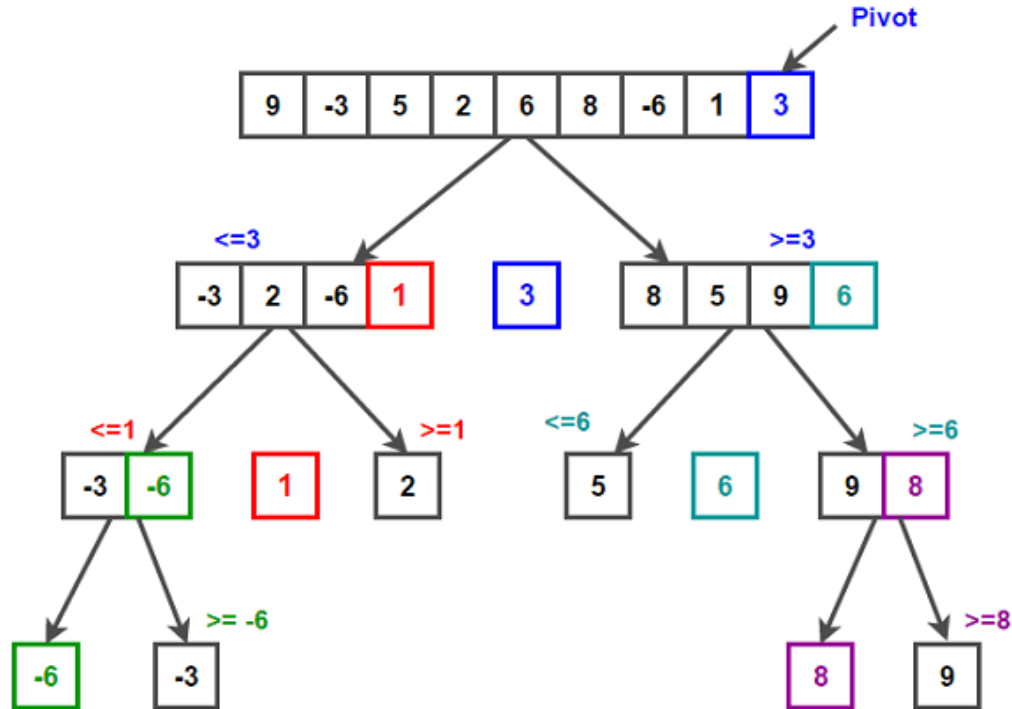 Pivot
9 -3 5 2 6 8 -6 1 3
<=3 >=3
-3 2 -6 1 3 8 5 9 6
<=1 >=1 <=6 >=6
-3 -6 1 2 5 6 9 8
>= -6 >=8
-6 -3 8 9